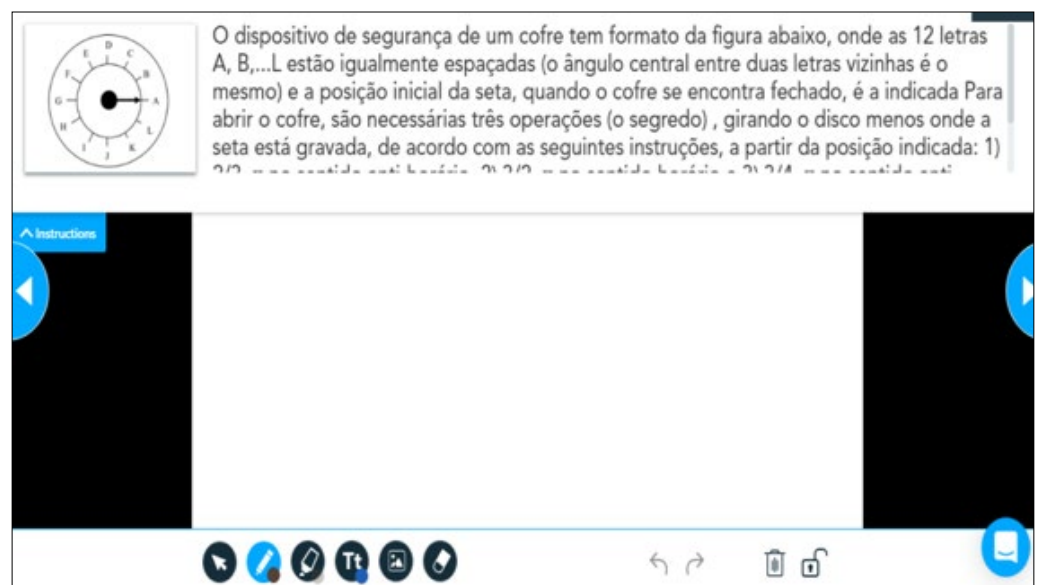 O dispositivo de segurança de um cofre tem formato da figura abaixo, onde as 12 letras
A, B,...L estão igualmente espaçadas (o ângulo central entre duas letras vizinhas é o
mesmo) e a posição inicial da seta, quando o cofre se encontra fechado, é a indicada Para
abrir o cofre, são necessárias três operações (o segredo) , girando o disco menos onde a
seta está gravada, de acordo com as seguintes instruções, a partir da posição indicada: 1)
D
E C
F B
G A
H L
I K
J
Instructions
Tt